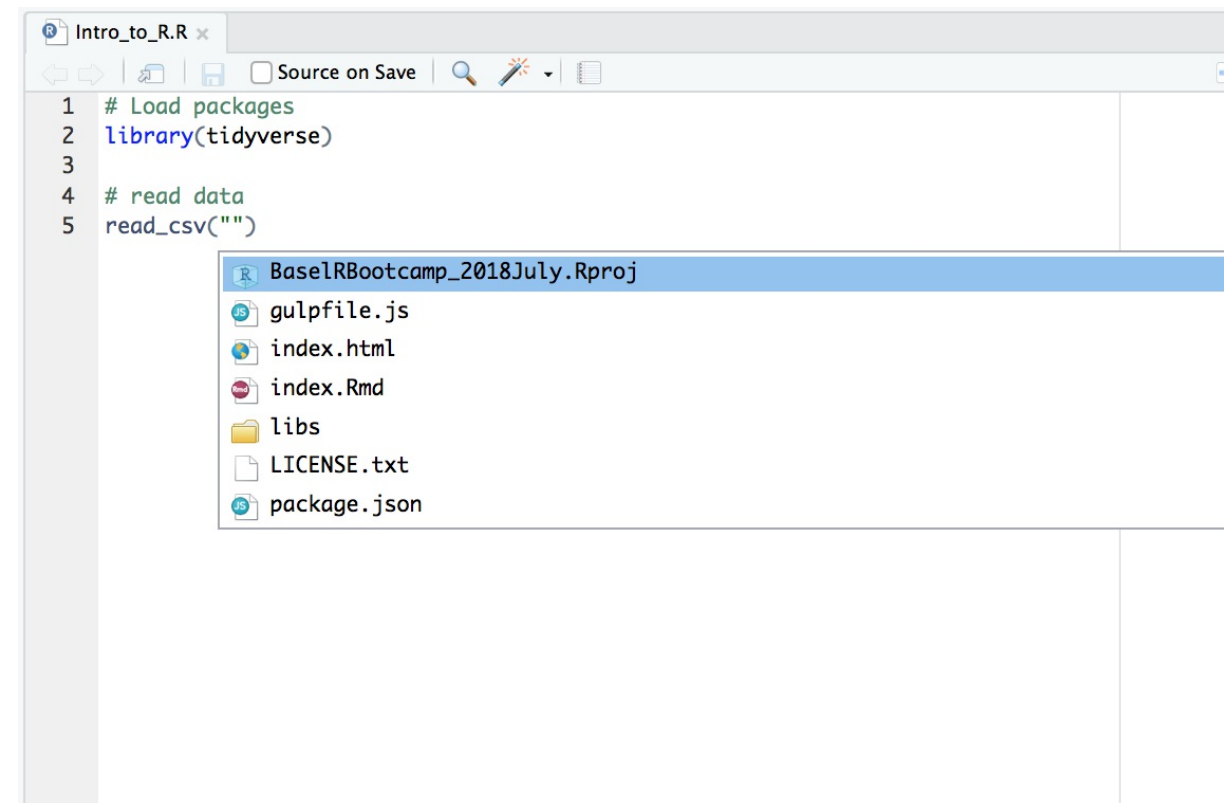 Intro_to_R.R
Source on Save
1 # Load packages
2 library(tidyverse)
3
4 # read data
5 read_csv("")
BaselRBootcamp_2018July.Rproj
gulpfile.js
index.html
index.Rmd
libs
LICENSE.txt
package.json